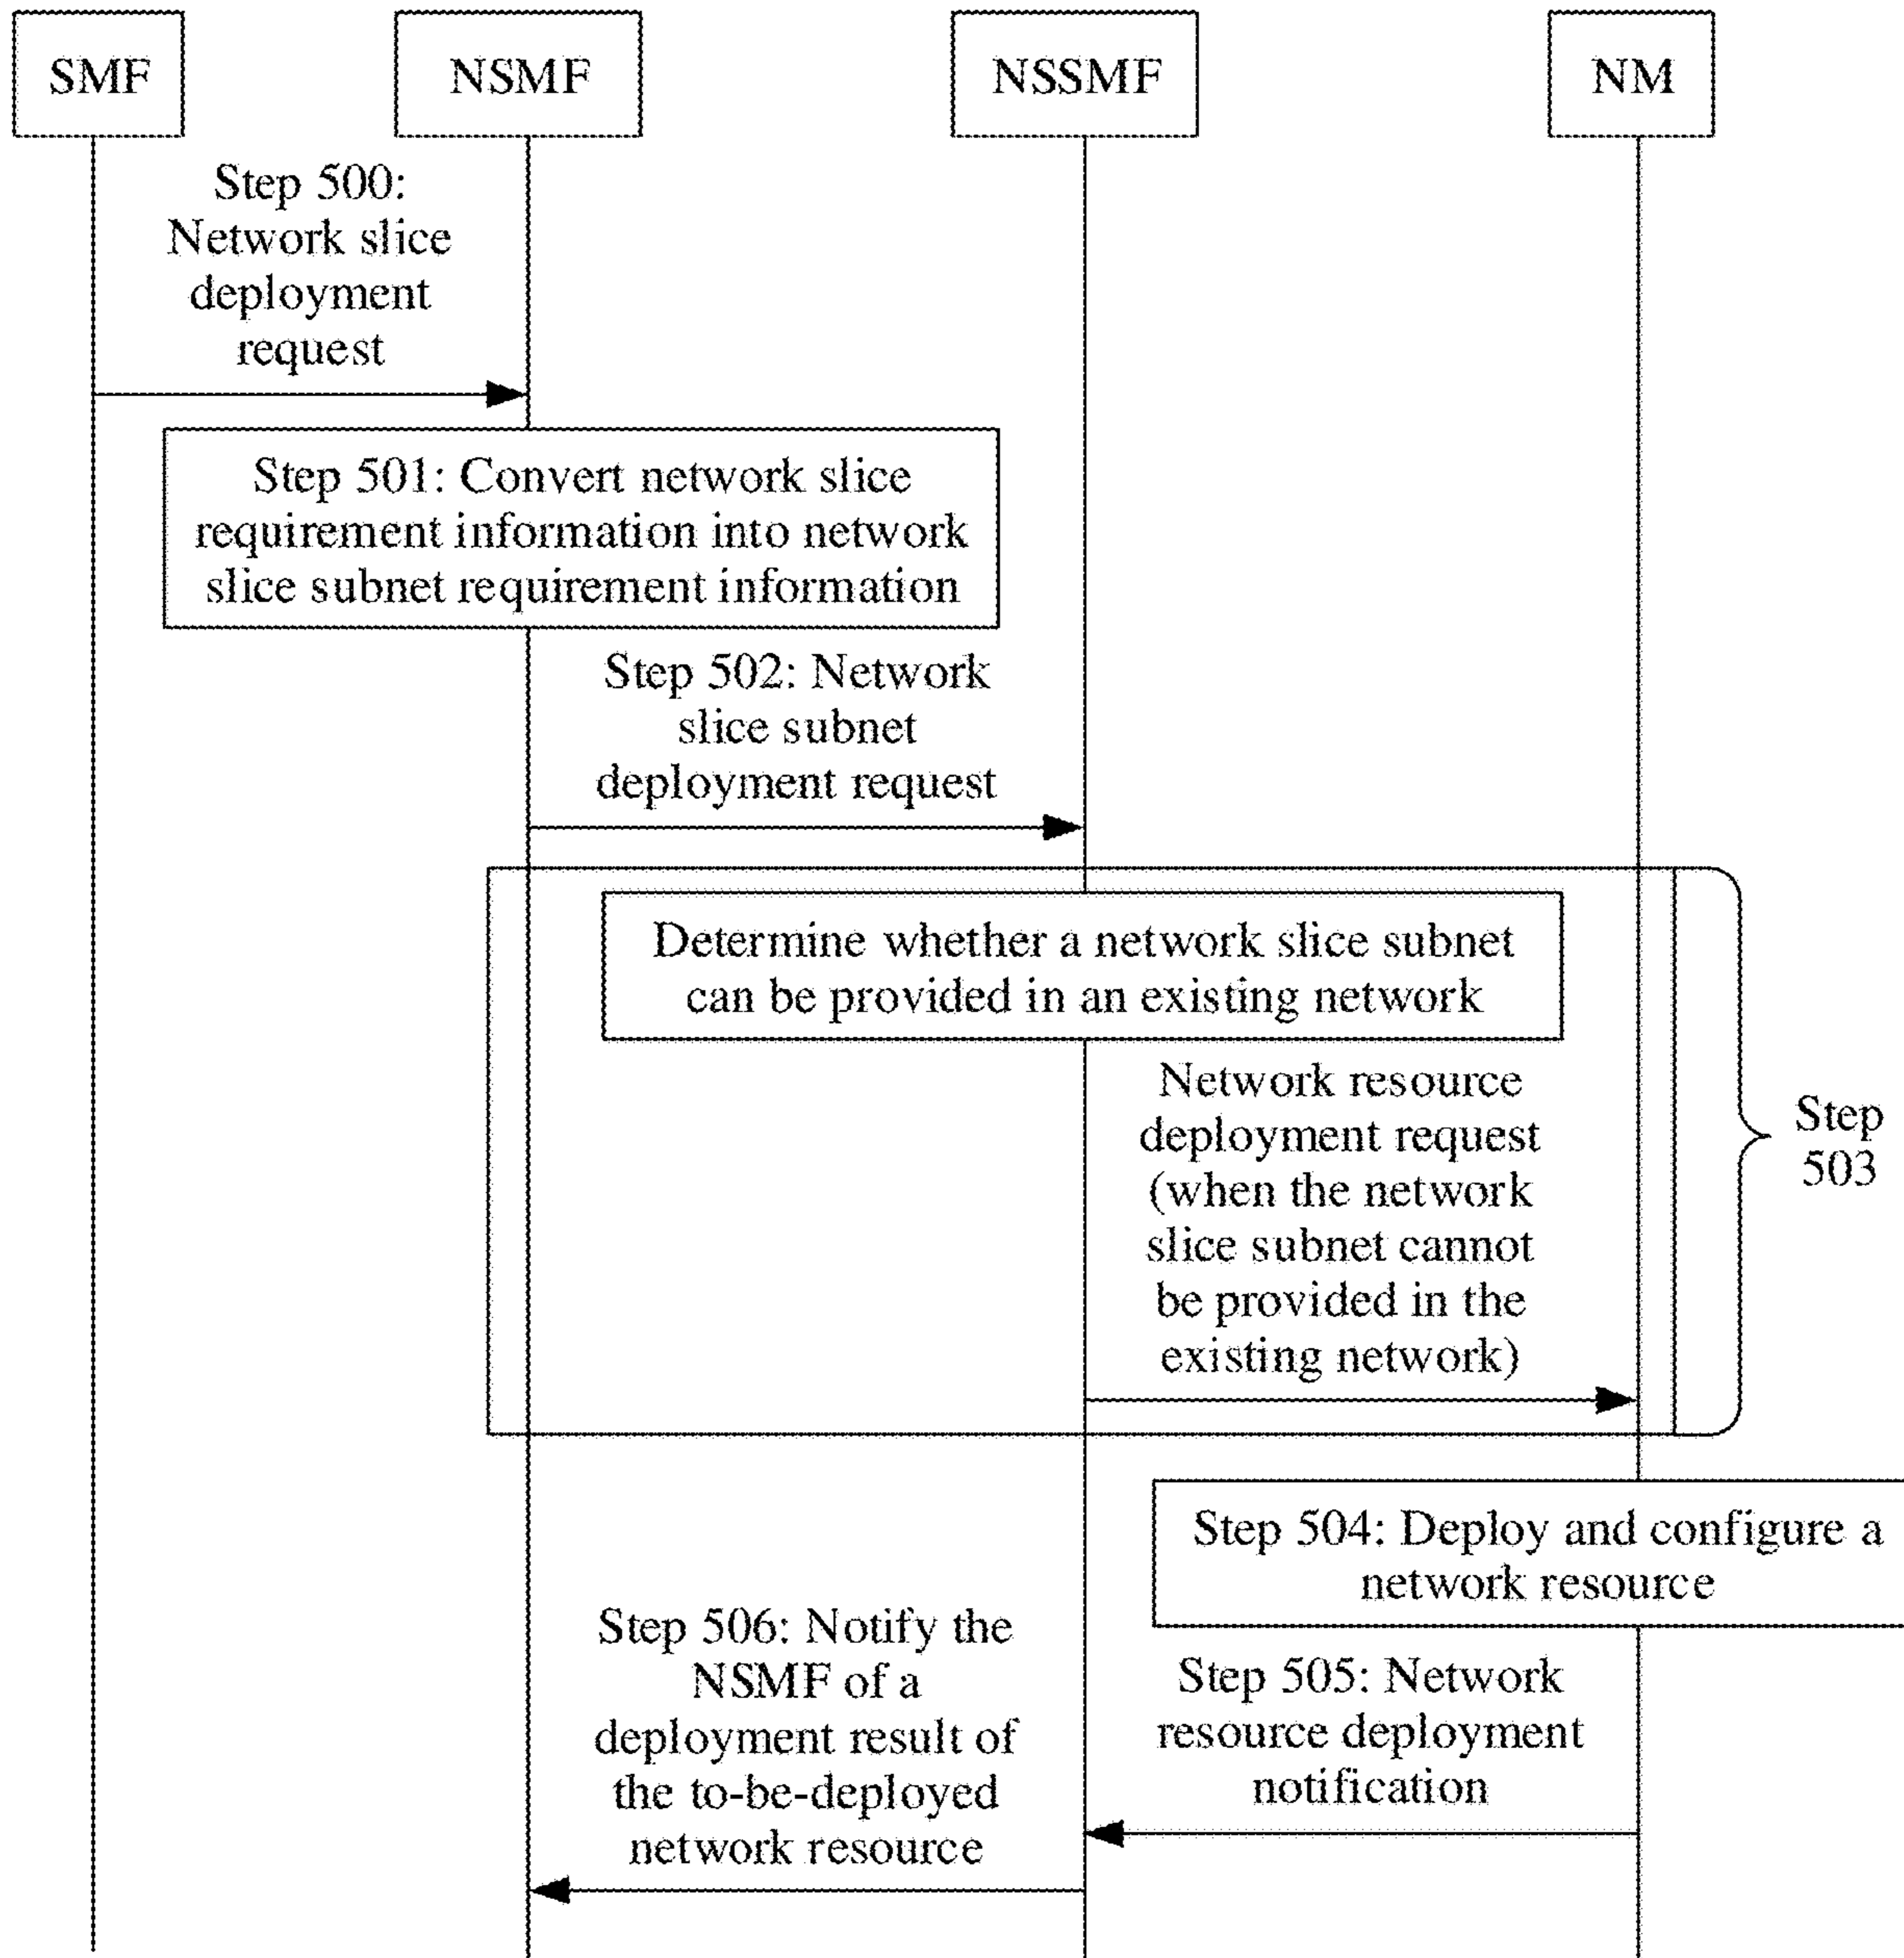 SMF
NSMF
NSSMF
NM
Step 500:
Network slice
deployment
request
Step 501: Convert network slice
requirement information into network
slice subnet requirement information
Step 502: Network
slice subnet
deployment request
Determine whether a network slice subnet
can be provided in an existing network
Network resource
deployment request
(when the network
slice subnet cannot
be provided in the
existing network)
Step
503
Step 504: Deploy and configure a
network resource
Step 505: Network
resource deployment
notification
Step 506: Notify the
NSMF of a
deployment result of
the to-be-deployed
network resource